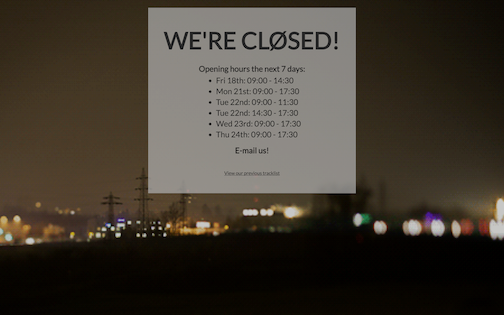 WE'RE CLØSED!
Opening hours the next 7 days:
Fri 18th: 09:00 - 14:30
Mon 21st: 09:00 - 17:30
Tue 22nd: 09:00 - 11:30
Tue 22nd: 14:30 - 17:30
Wed 23rd: 09:00 - 17:30
Thu 24th: 09:00 - 17:30
E-mail us!
View our previous tracklist